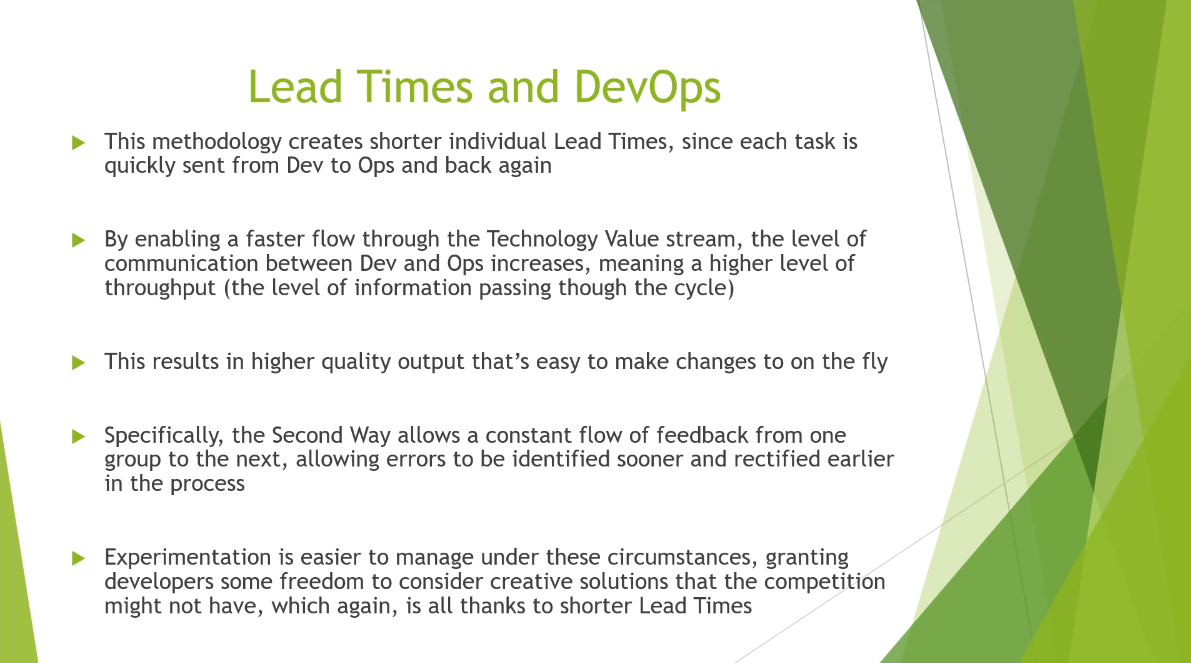 Lead Times and DevOps
This methodology creates shorter individual Lead Times, since each task is
quickly sent from Dev to Ops and back again
By enabling a faster flow through the Technology Value stream, the level of
communication between Dev and Ops increases, meaning a higher level of
throughput (the level of information passing though the cycle)
This results in higher quality output that’s easy to make changes to on the fly
Specifically, the Second Way allows a constant flow of feedback from one
group to the next, allowing errors to be identified sooner and rectified earlier
in the process
Experimentation is easier to manage under these circumstances, granting
developers some freedom to consider creative solutions that the competition
might not have, which again, is all thanks to shorter Lead Times